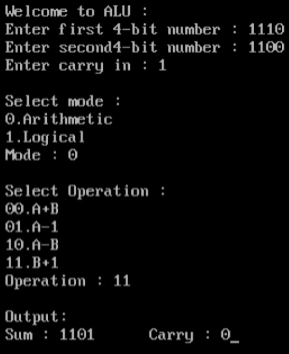 Welcome to ALU :
Enter first 4-bit number : 1110
Enter second4-bit number : 1100
Enter carry in : 1
Select mode :
0.Arithmetic
1.Logical
Mode : 0
Select Operation :
00.A+B
01.A-1
10.A-B
11.B+1
Operation : 11
Output:
Sum : 1101 Carry : 0_